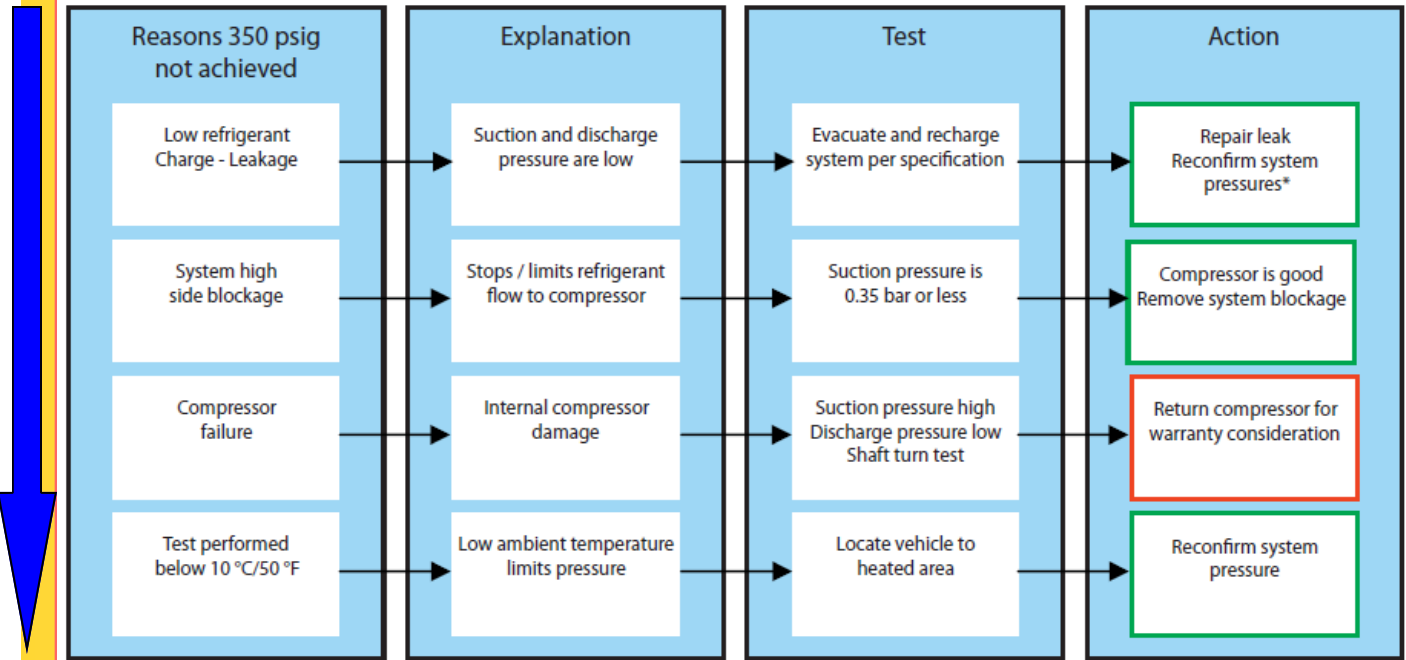 Reasons 350 psig
not achieved
Explanation
Test
Action
Low refrigerant
Charge - Leakage
Suction and discharge
pressure are low
Evacuate and recharge
system per specification
Repair leak
Reconfirm system
pressures*
System high
side blockage
Stops / limits refrigerant
flow to compressor
Suction pressure is
0.35 bar or less
Compressor is good
Remove system blockage
Compressor
failure
Internal compressor
damage
Suction pressure high
Discharge pressure low
Shaft turn test
Return compressor for
warranty consideration
Test performed
below 10 °C/50 °F
Low ambient temperature
limits pressure
Locate vehicle to
heated area
Reconfirm system
pressure